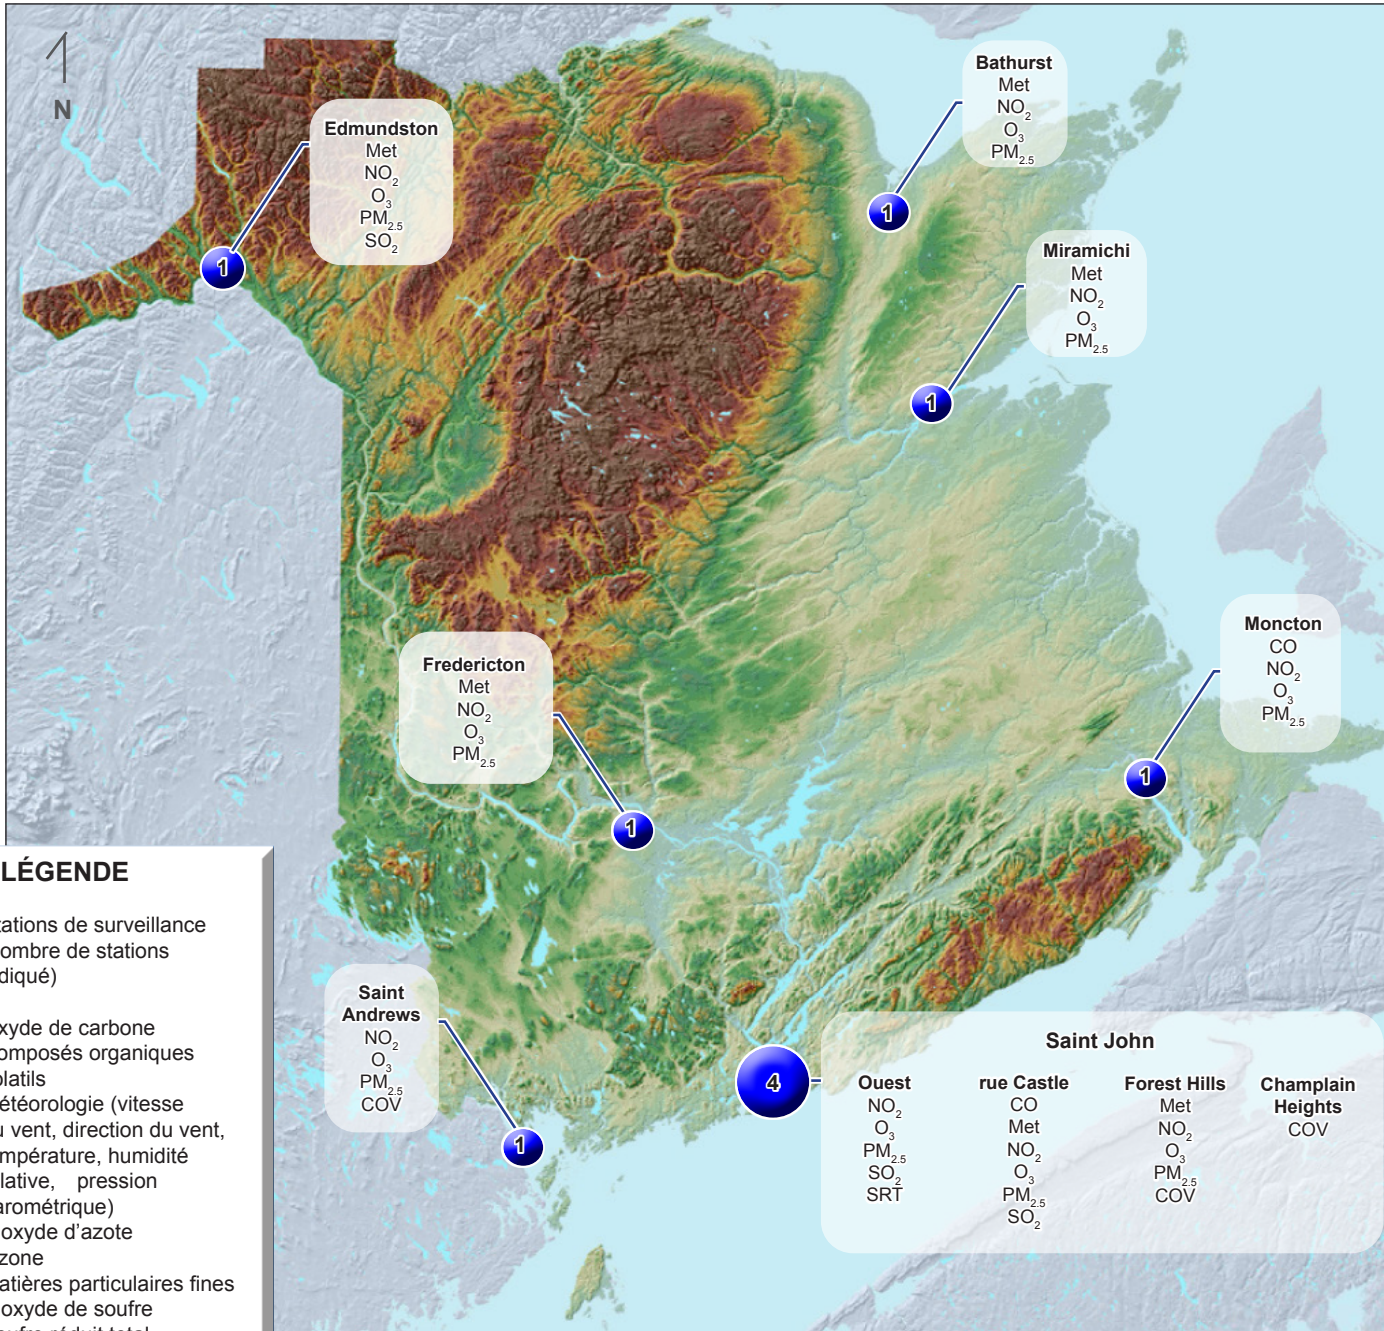 N
Edmundston
Met
NO2
O3
PM2.5
SO2
1
Bathurst
Met
NO2
O3
PM2.5
1
Miramichi
Met
NO2
O3
PM2.5
1
Moncton
CO
NO2
O3
PM2.5
1
Fredericton
Met
NO2
O3
PM2.5
1
Saint
Andrews
NO2
O3
PM2.5
COV
1
Saint John
4
Ouest
NO2
O3
PM2.5
SO2
SRT
rue Castle
CO
Met
NO2
O3
PM2.5
SO2
Forest Hills
Met
NO2
O3
PM2.5
COV
Champlain
Heights
COV
LÉGENDE
tations de surveillance
ombre de stations
diqué)
xyde de carbone
omposés organiques
olatils
étéorologie (vitesse
u vent, direction du vent,
mpérature, humidité
lative, pression
arométrique)
oxyde d'azote
zone
atières particulaires fines
oxyde de soufre